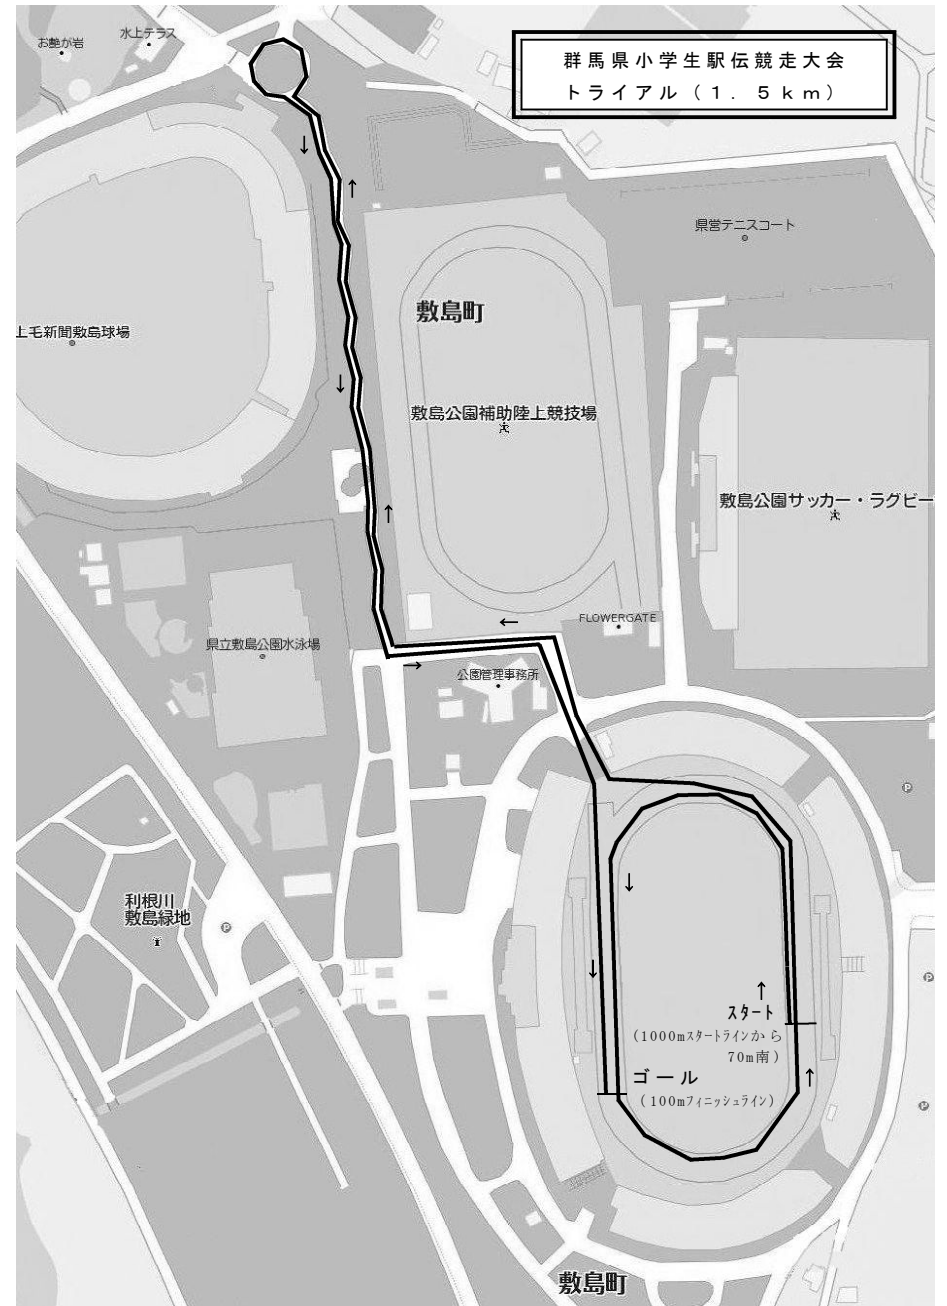 群馬県小学生駅伝競走大会
トライアル（１．５ｋｍ）
お艶が岩
水上テラス
県営テニスコート
敷島町
上毛新聞敷島球場
敷島公園補助陸上競技場
敷島公園サッカー・ラグビー
FLOWERGATE
県立敷島公園水泳場
公園管理事務所
P
利根川
敷島緑地
P
P
スタート
(1000mスタートラインから
70m南)
ゴール
(100mフィニッシュライン)
P
敷島町